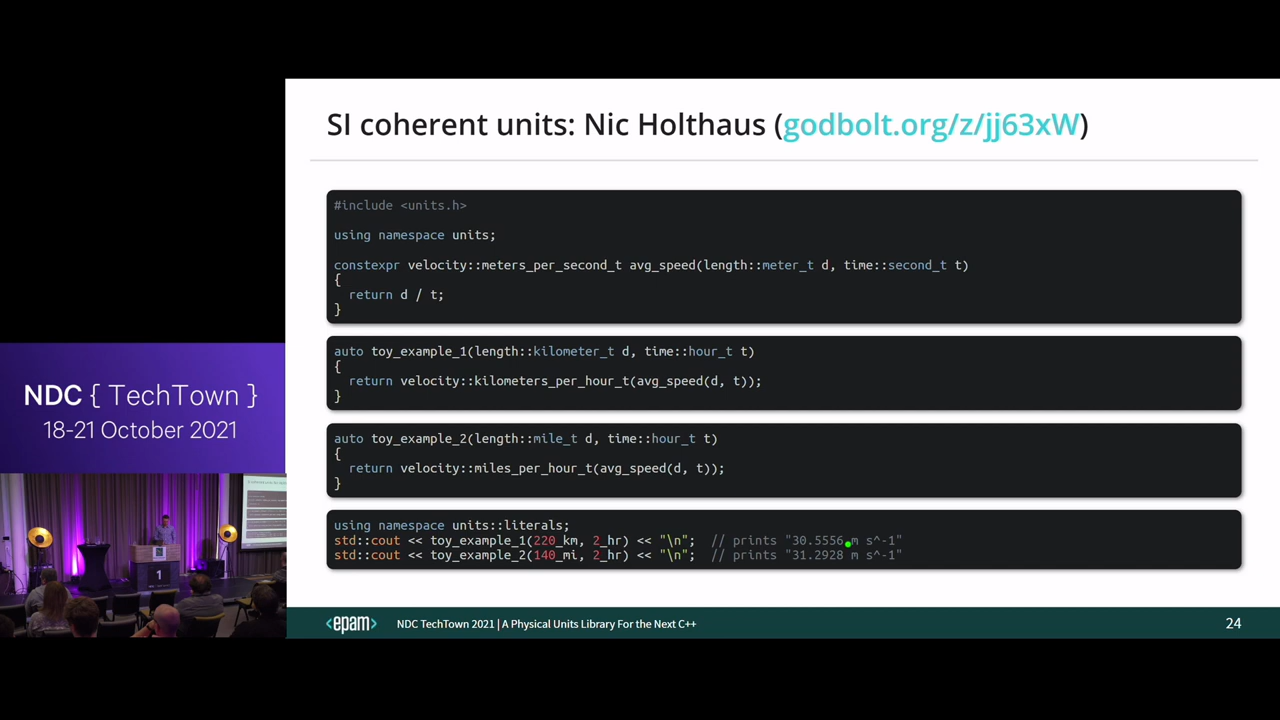 SI coherent units: Nic Holthaus (godbolt.org/z/jj63xW)
#include <units.h>
using namespace units;
constexpr velocity::meters_per_second_t avg_speed(length::meter_t d, time::second_t t)
{
  return d / t;
}
auto toy_example_1(length::kilometer_t d, time::hour_t t)
{
  return velocity::kilometers_per_hour_t(avg_speed(d, t));
}
auto toy_example_2(length::mile_t d, time::hour_t t)
{
  return velocity::miles_per_hour_t(avg_speed(d, t));
}
using namespace units::literals;
std::cout << toy_example_1(220_km, 2_hr) << "\n";  // prints "30.5556 m s^-1"
std::cout << toy_example_2(140_mi, 2_hr) << "\n";  // prints "31.2928 m s^-1"
NDC { TechTown }
18-21 October 2021
1
<epam> NDC TechTown 2021 | A Physical Units Library For the Next C++ 24